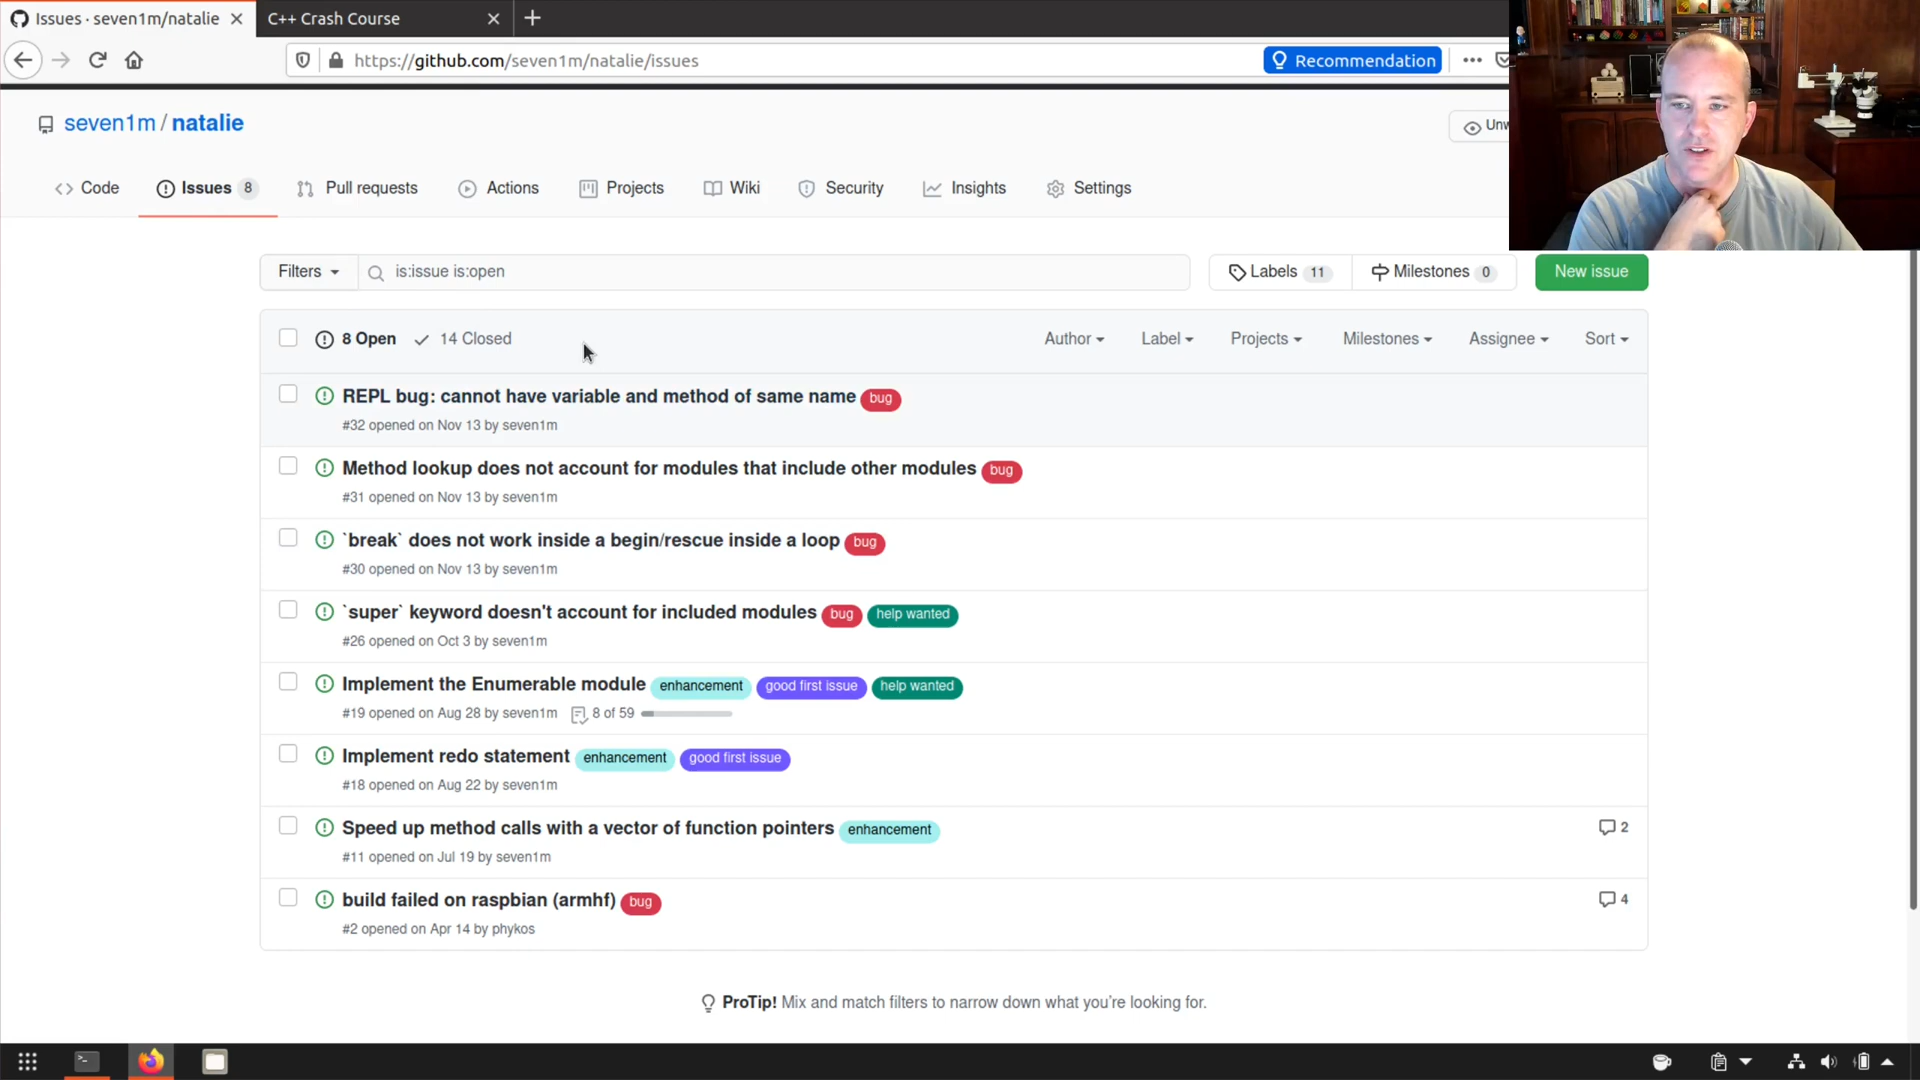 Issues · seven1m/natalie
C++ Crash Course
https://github.com/seven1m/natalie/issues
Recommendation
seven1m / natalie
Code
Issues 8
Pull requests
Actions
Projects
Wiki
Security
Insights
Settings
Filters
is:issue is:open
Labels 11
Milestones 0
New issue
8 Open
14 Closed
Author
Label
Projects
Milestones
Assignee
Sort
REPL bug: cannot have variable and method of same name bug
#32 opened on Nov 13 by seven1m
Method lookup does not account for modules that include other modules bug
#31 opened on Nov 13 by seven1m
`break` does not work inside a begin/rescue inside a loop bug
#30 opened on Nov 13 by seven1m
`super` keyword doesn't account for included modules bug help wanted
#26 opened on Oct 3 by seven1m
Implement the Enumerable module enhancement good first issue help wanted
#19 opened on Aug 28 by seven1m 8 of 59
Implement redo statement enhancement good first issue
#18 opened on Aug 22 by seven1m
Speed up method calls with a vector of function pointers enhancement
2
#11 opened on Jul 19 by seven1m
build failed on raspbian (armhf) bug
4
#2 opened on Apr 14 by phykos
ProTip! Mix and match filters to narrow down what you're looking for.